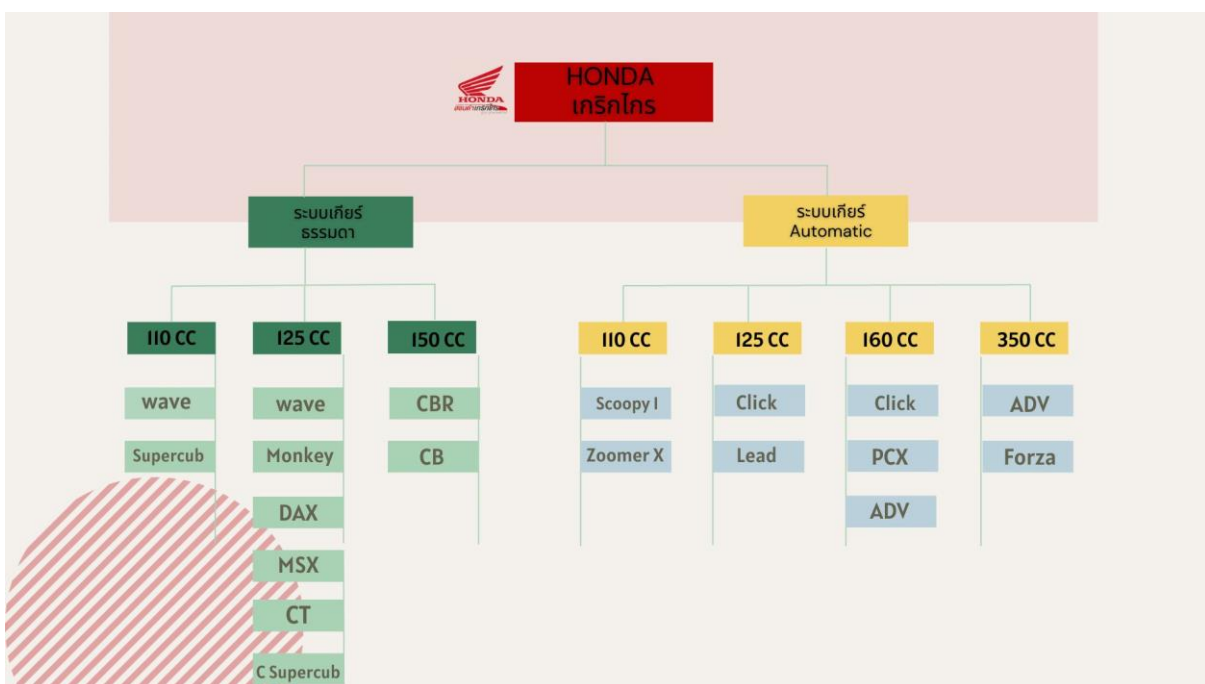 HONDA
เกริกไกร
HONDA
ระบบเกียร์
ธรรมดา
ระบบเกียร์
Automatic
110 CC
125 CC
150 CC
110 CC
125 CC
160 CC
350 CC
wave
wave
CBR
Scoopy I
Click
Click
ADV
Supercub
Monkey
CB
Zoomer X
Lead
PCX
Forza
DAX
ADV
MSX
CT
C Supercub